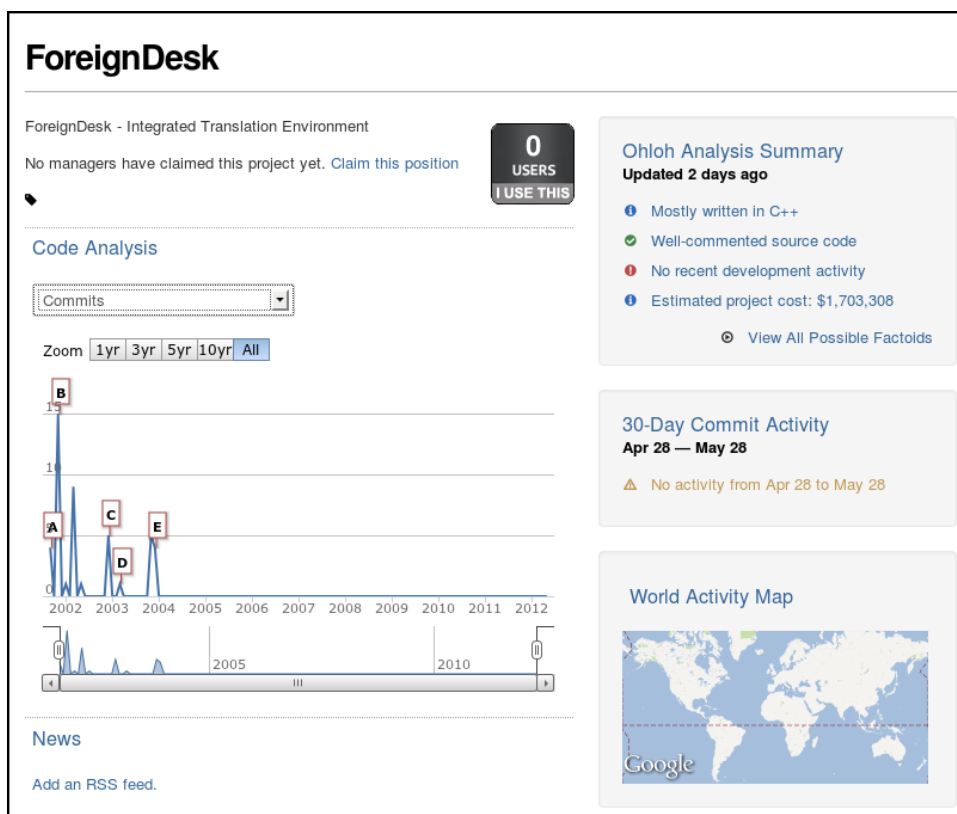 ForeignDesk
ForeignDesk - Integrated Translation Environment
No managers have claimed this project yet. Claim this position
0
USERS
I USE THIS
Code Analysis
Commits
Zoom 1yr 3yr 5yr 10yr All
B
15
10
C
A
5
E
D
0
2002 2003 2004 2005 2006 2007 2008 2009 2010 2011 2012
2005 2010
News
Add an RSS feed.
Ohloh Analysis Summary
Updated 2 days ago
Mostly written in C++
Well-commented source code
No recent development activity
Estimated project cost: $1,703,308
View All Possible Factoids
30-Day Commit Activity
Apr 28 — May 28
No activity from Apr 28 to May 28
World Activity Map
Google